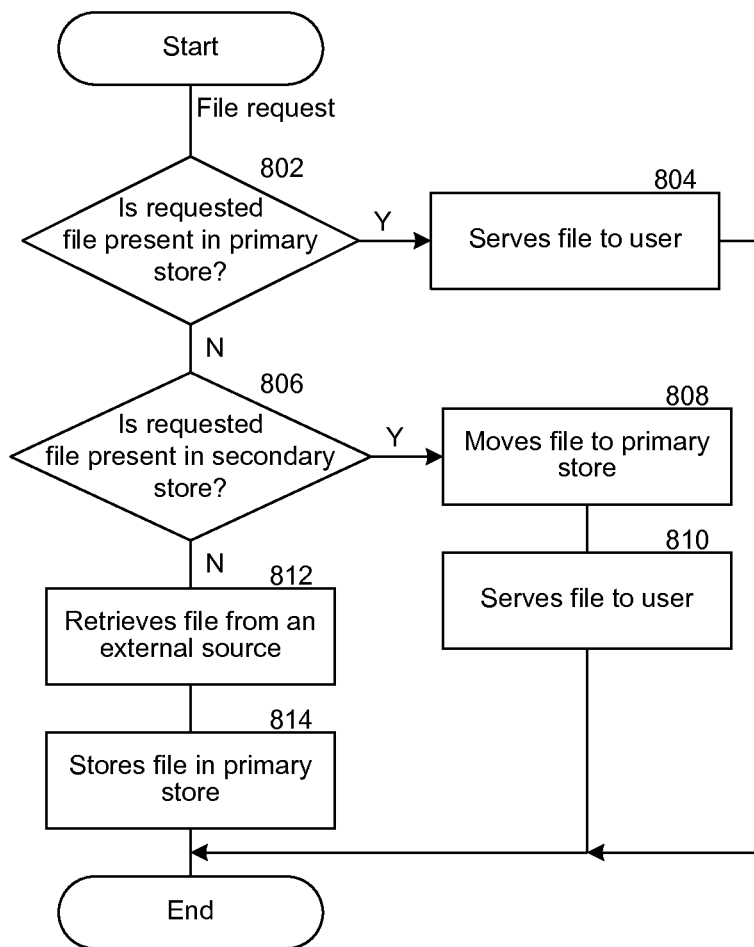 Start
File request
802
Is requested
file present in primary
store?
Y
804
Serves file to user
N
806
Is requested
file present in secondary
store?
Y
808
Moves file to primary
store
810
Serves file to user
N
812
Retrieves file from an
external source
814
Stores file in primary
store
End